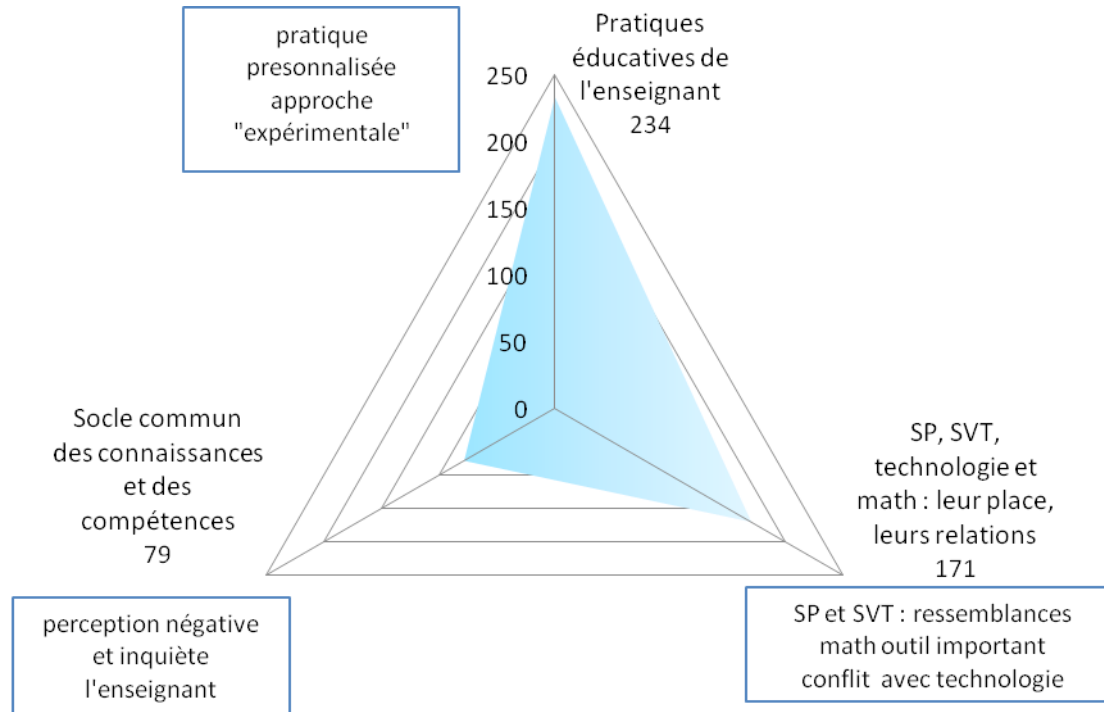 pratique
presonnalisée
approche
"expérimentale"
Pratiques
éducatives de
l'enseignant
234
250
200
150
100
50
0
Socle commun
des connaissances
et des
compétences
79
SP, SVT,
technologie et
math : leur place,
leurs relations
171
perception négative
et inquiète
l'enseignant
SP et SVT : ressemblances
math outil important
conflit avec technologie